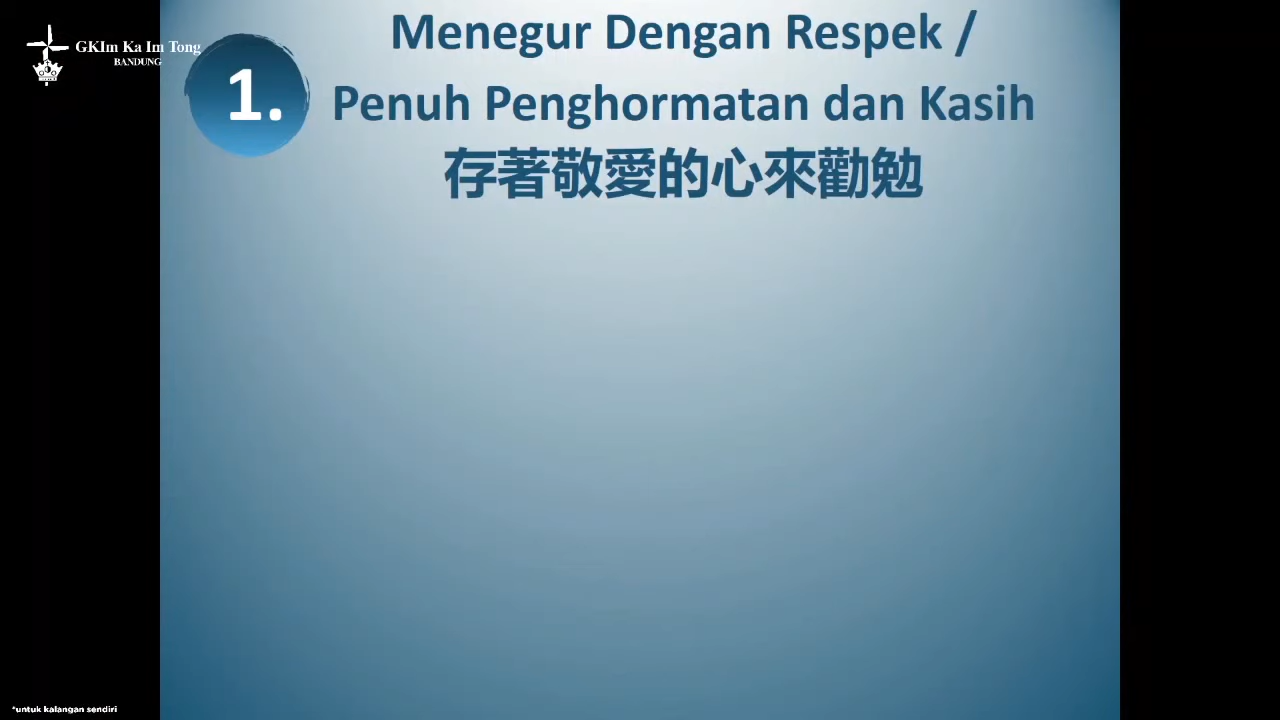 GKIm Ka Im Tong
BANDUNG
1.
Menegur Dengan Respek /
Penuh Penghormatan dan Kasih
存著敬愛的心來勸勉
*untuk kalangan sendiri